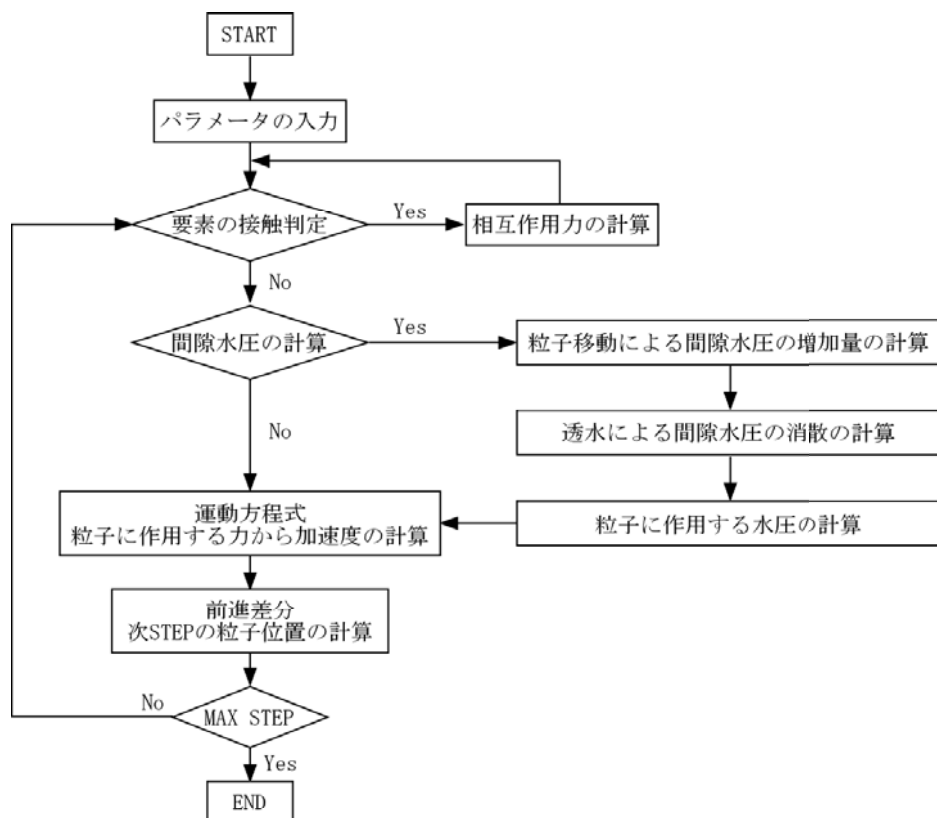 START
パラメータの入力
要素の接触判定
Yes
相互作用力の計算
No
間隙水圧の計算
Yes
粒子移動による間隙水圧の増加量の計算
透水による間隙水圧の消散の計算
No
運動方程式
粒子に作用する力から加速度の計算
粒子に作用する水圧の計算
前進差分
次STEPの粒子位置の計算
No
MAX STEP
Yes
END